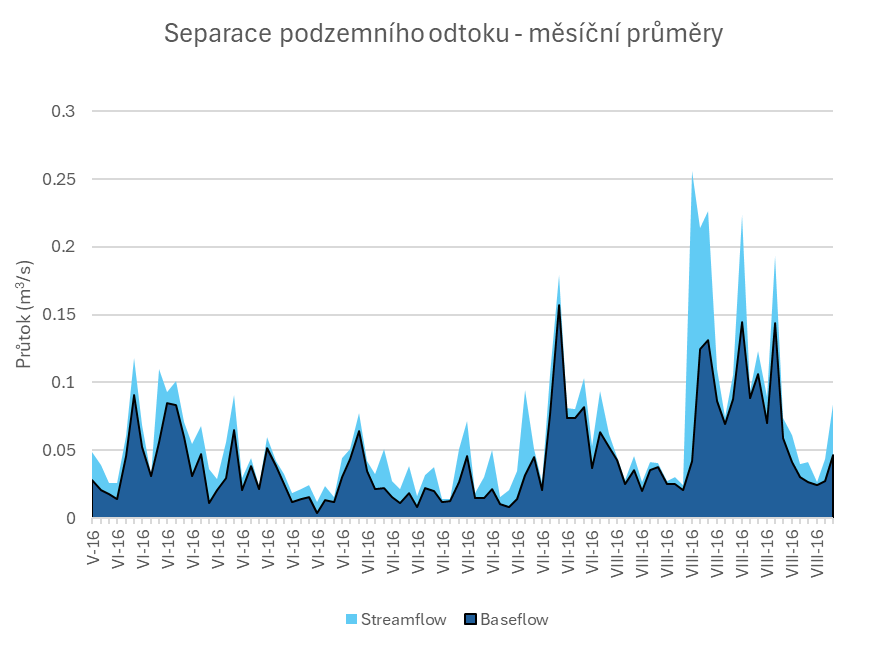 Separace podzemního odtoku - měsíční průměry
Průtok (m³/s)
0.3
0.25
0.2
0.15
0.1
0.05
0
V-16
VI-16
VI-16
VI-16
VI-16
VI-16
VI-16
VI-16
VI-16
VI-16
VI-16
VII-16
VII-16
VII-16
VII-16
VII-16
VII-16
VII-16
VII-16
VII-16
VII-16
VIII-16
VIII-16
VIII-16
VIII-16
VIII-16
VIII-16
VIII-16
VIII-16
VIII-16
Streamflow
Baseflow